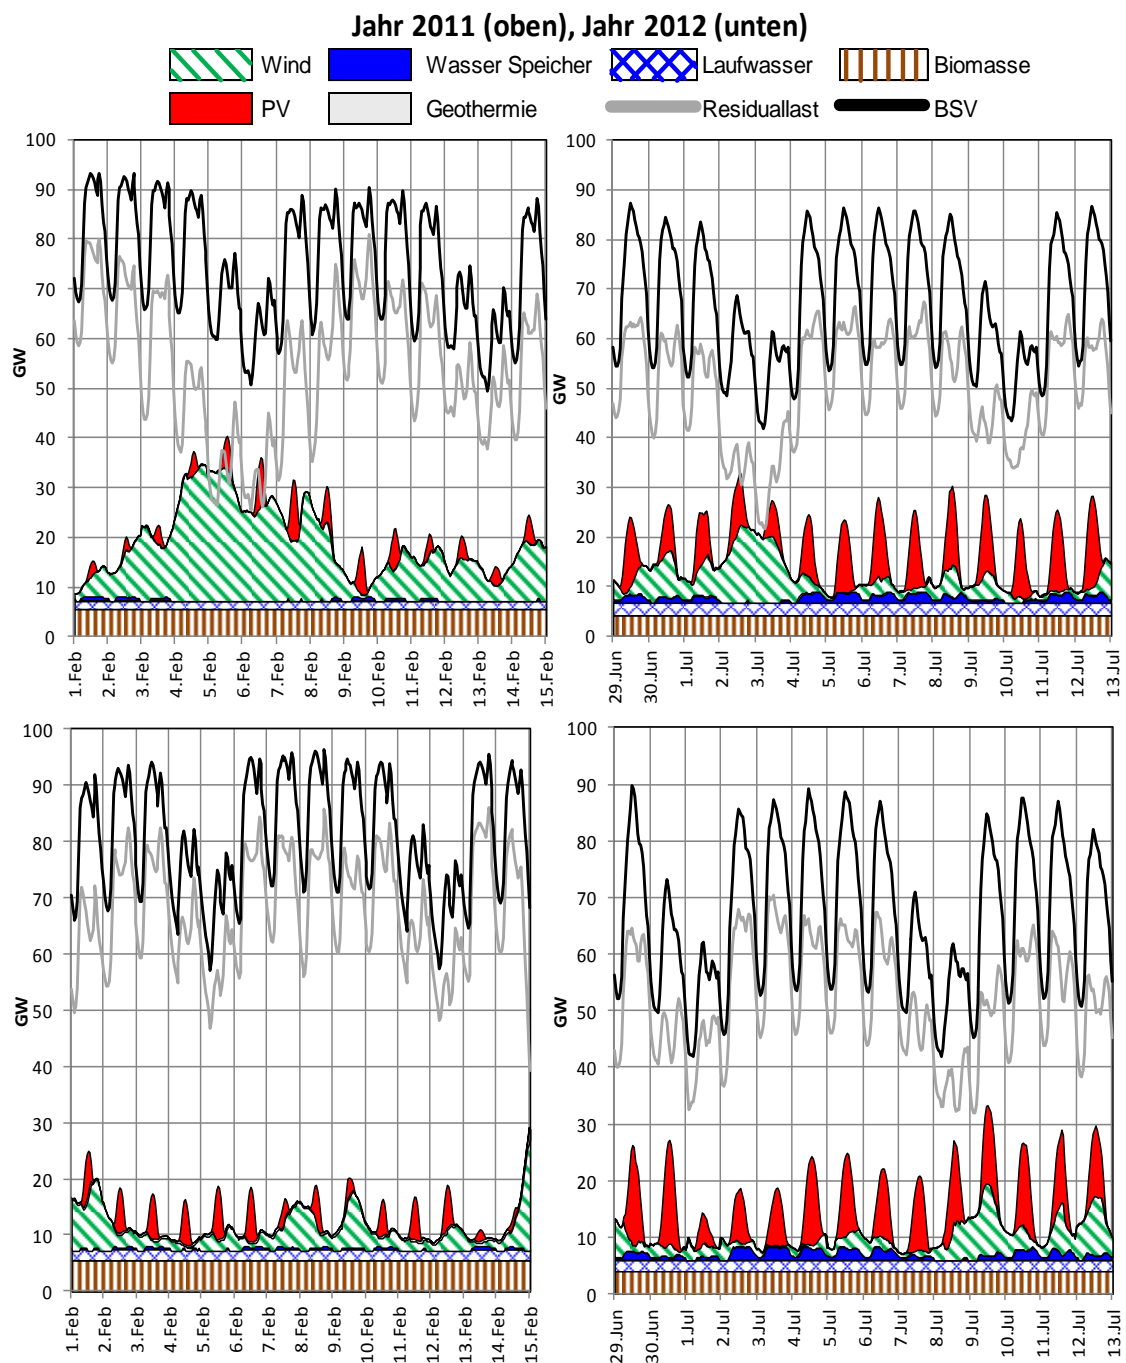 Jahr 2011 (oben), Jahr 2012 (unten)
Wind
Wasser Speicher
Laufwasser
Biomasse
PV
Geothermie
Residuallast
BSV
100
90
80
70
60
50
40
30
20
10
0
GW
1.Feb
2.Feb
3.Feb
4.Feb
5.Feb
6.Feb
7.Feb
8.Feb
9.Feb
10.Feb
11.Feb
12.Feb
13.Feb
14.Feb
15.Feb
100
90
80
70
60
50
40
30
20
10
0
GW
29.Jun
30.Jun
1.Jul
2.Jul
3.Jul
4.Jul
5.Jul
6.Jul
7.Jul
8.Jul
9.Jul
10.Jul
11.Jul
12.Jul
13.Jul
100
90
80
70
60
50
40
30
20
10
0
GW
1.Feb
2.Feb
3.Feb
4.Feb
5.Feb
6.Feb
7.Feb
8.Feb
9.Feb
10.Feb
11.Feb
12.Feb
13.Feb
14.Feb
15.Feb
100
90
80
70
60
50
40
30
20
10
0
GW
29.Jun
30.Jun
1.Jul
2.Jul
3.Jul
4.Jul
5.Jul
6.Jul
7.Jul
8.Jul
9.Jul
10.Jul
11.Jul
12.Jul
13.Jul